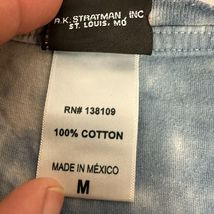 A.K. STRATMAN, INC
ST. LOUIS, MO
RN# 138109
100% COTTON
MADE IN MÉXICO
M